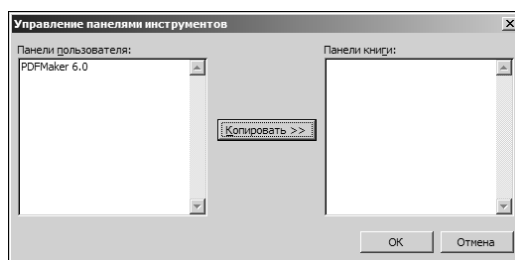 Управление панелями инструментов
Панели пользователя:
Панели книги:
PDFMaker 6.0
Копировать >>
OK
Отмена